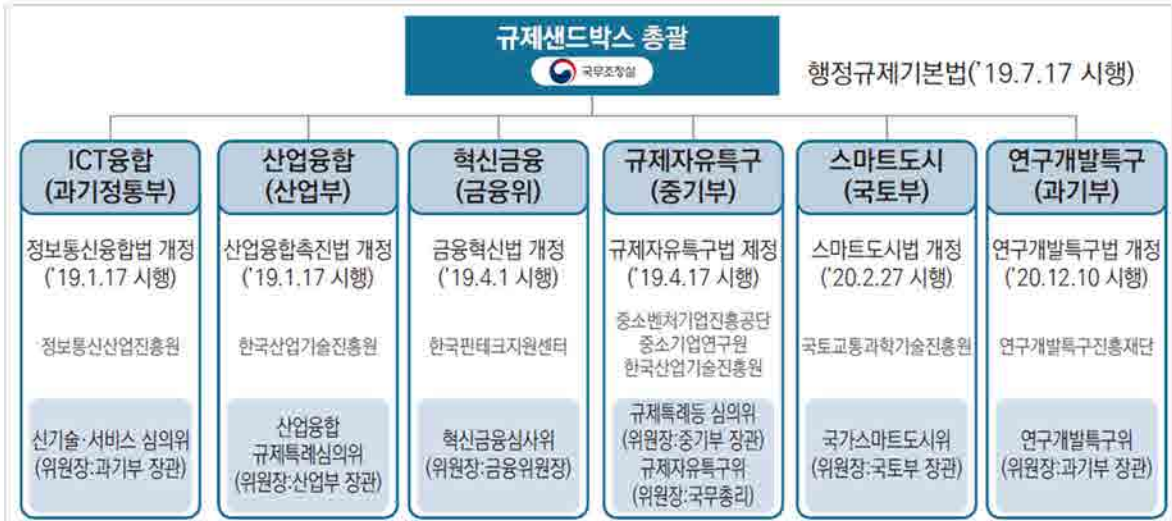 규제샌드박스 총괄
국무조정실
행정규제기본법('19.7.17 시행)
ICT융합
(과기정통부)
정보통신융합법 개정
('19.1.17 시행)
정보통신산업진흥원
신기술·서비스 심의위
(위원장:과기부 장관)
산업융합
(산업부)
산업융합촉진법 개정
('19.1.17 시행)
한국산업기술진흥원
산업융합
규제특례심의위
(위원장:산업부 장관)
혁신금융
(금융위)
금융혁신법 개정
('19.4.1 시행)
한국핀테크지원센터
혁신금융심사위
(위원장:금융위원장)
규제자유특구
(중기부)
규제자유특구법 제정
('19.4.17 시행)
중소벤처기업진흥공단
중소기업연구원
한국산업기술진흥원
규제특례등 심의위
(위원장:중기부 장관)
규제자유특구위
(위원장:국무총리)
스마트도시
(국토부)
스마트도시법 개정
('20.2.27 시행)
국토교통과학기술진흥원
국가스마트도시위
(위원장:국토부 장관)
연구개발특구
(과기부)
연구개발특구법 개정
('20.12.10 시행)
연구개발특구진흥재단
연구개발특구위
(위원장:과기부 장관)